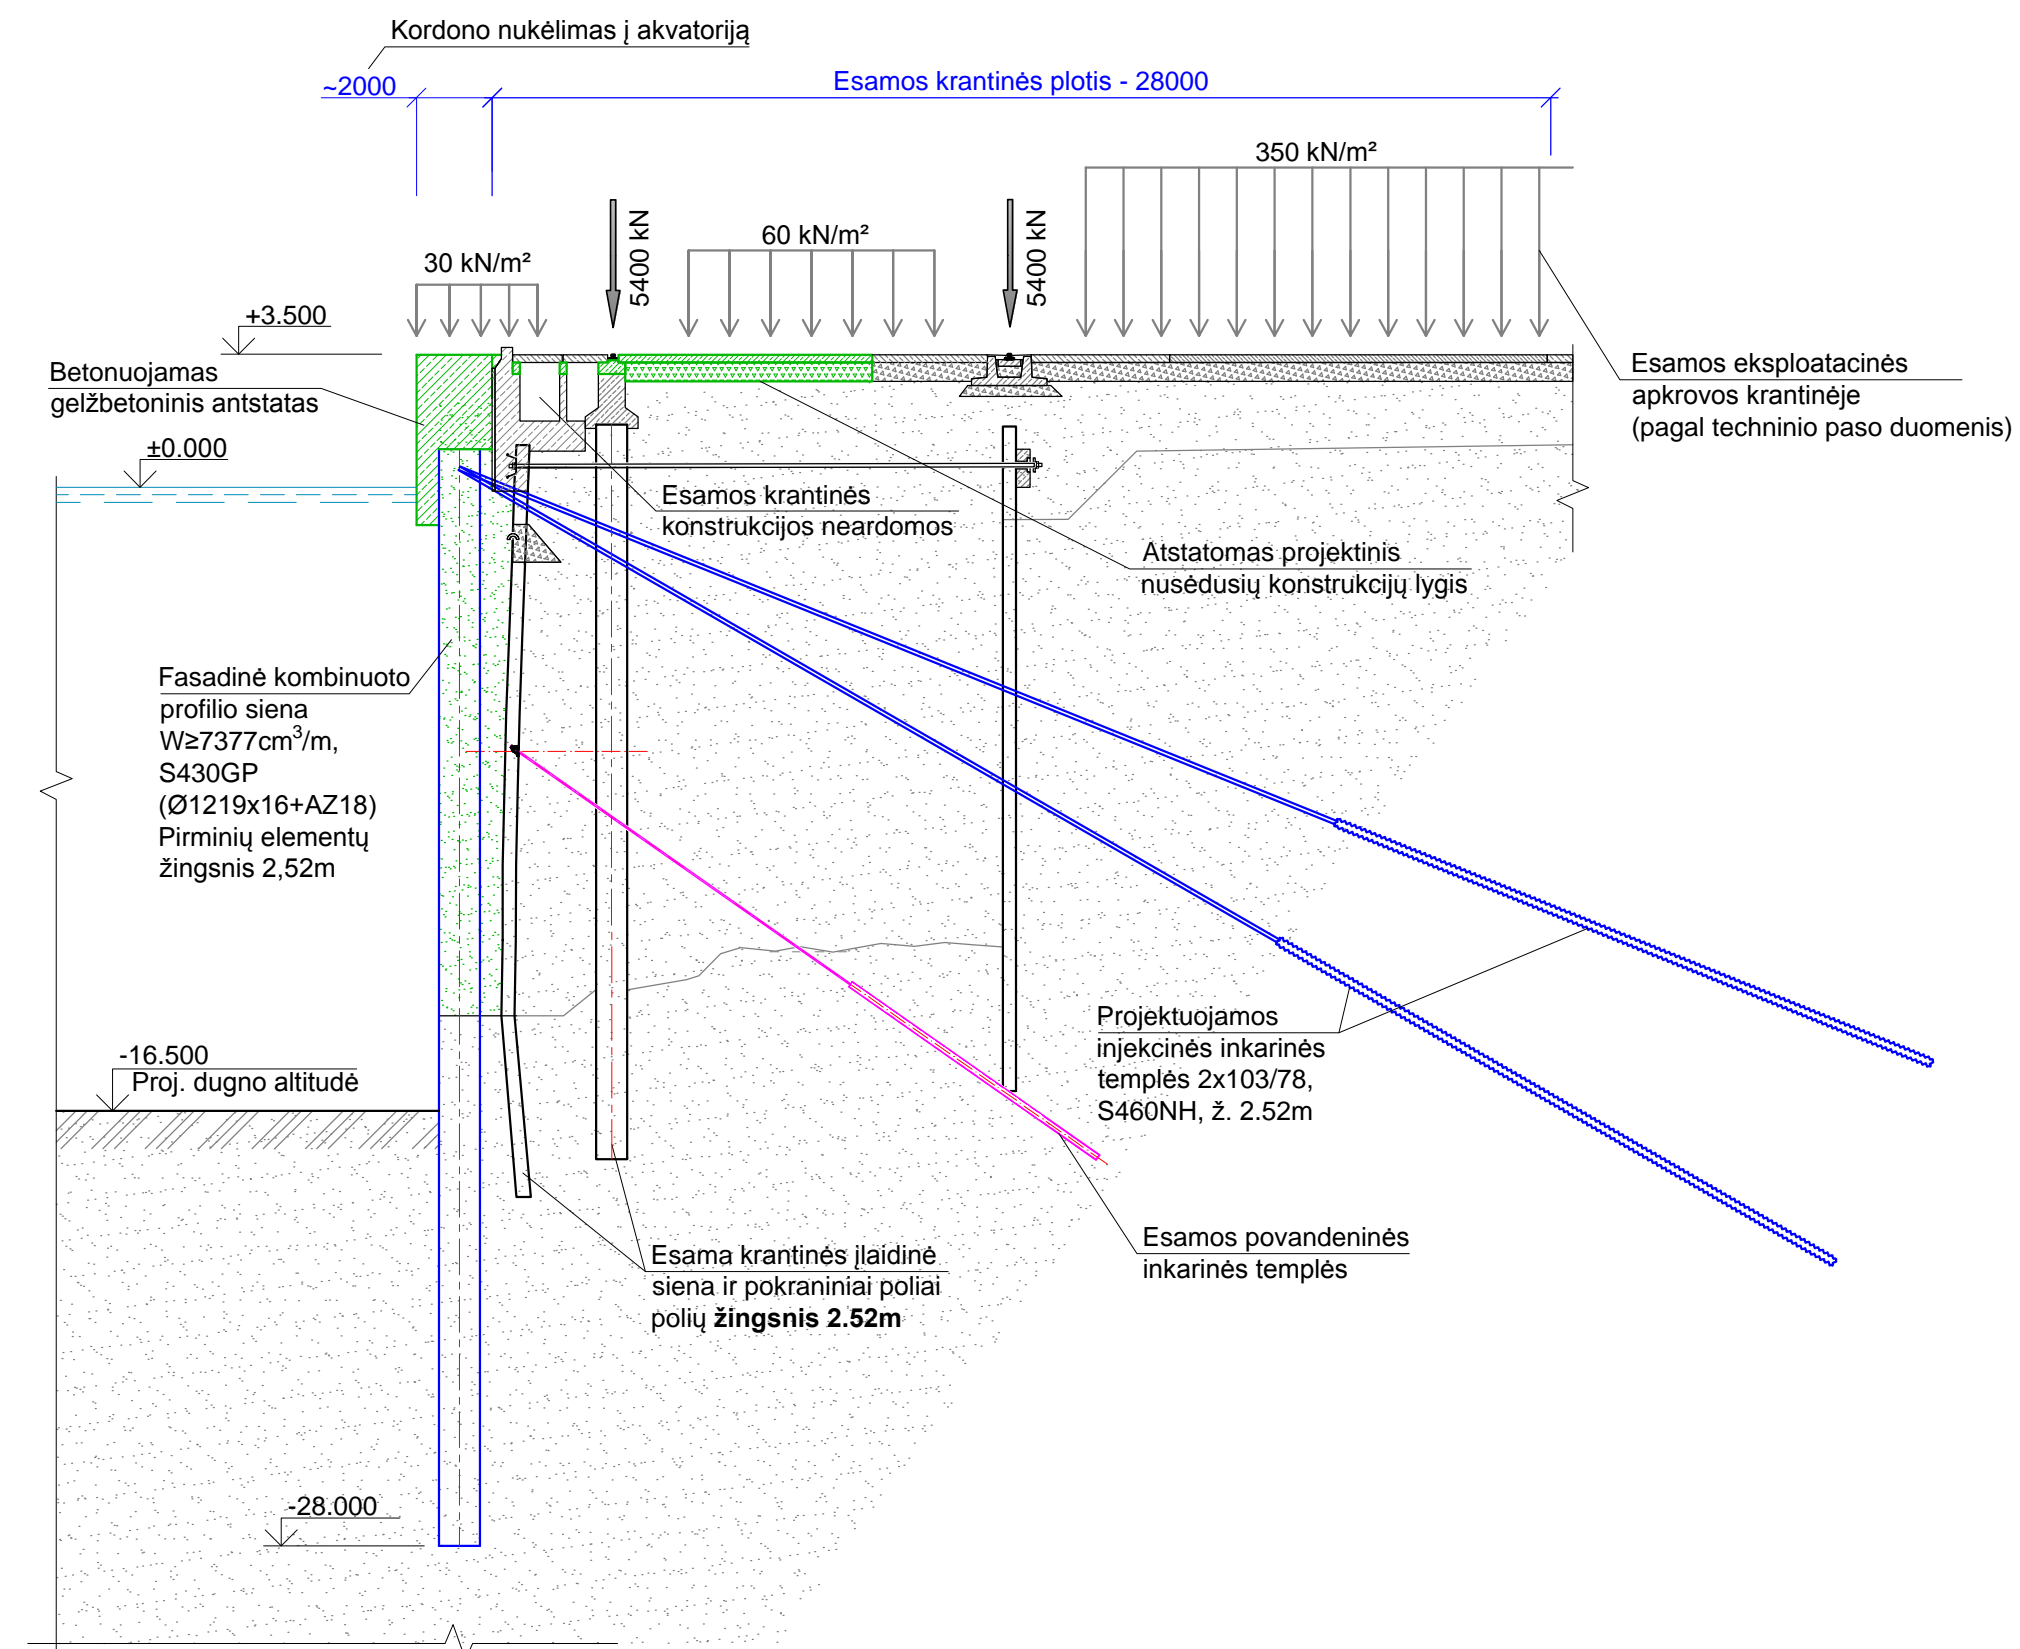 Kordono nukėlimas į akvatoriją
~2000
Esamos krantinės plotis - 28000
350 kN/m²
60 kN/m²
30 kN/m²
5400 kN
5400 kN
+3.500
Betonuojamas
gelžbetoninis antstatas
±0.000
Esamos eksploatacinės
apkrovos krantinėje
(pagal techninio paso duomenis)
Esamos krantinės
konstrukcijos neardomos
Atstatomas projektinis
nusėdusių konstrukcijų lygis
Fasadinė kombinuoto
profilio siena
W≥7377cm³/m,
S430GP
(Ø1219x16+AZ18)
Pirminių elementų
žingsnis 2,52m
Projektuojamos
injekcinės inkarinės
templės 2x103/78,
S460NH, ž. 2.52m
-16.500
Proj. dugno altitudė
Esama krantinės įlaidinė
siena ir pokraniniai poliai
polių žingsnis 2.52m
Esamos povandeninės
inkarinės templės
-28.000